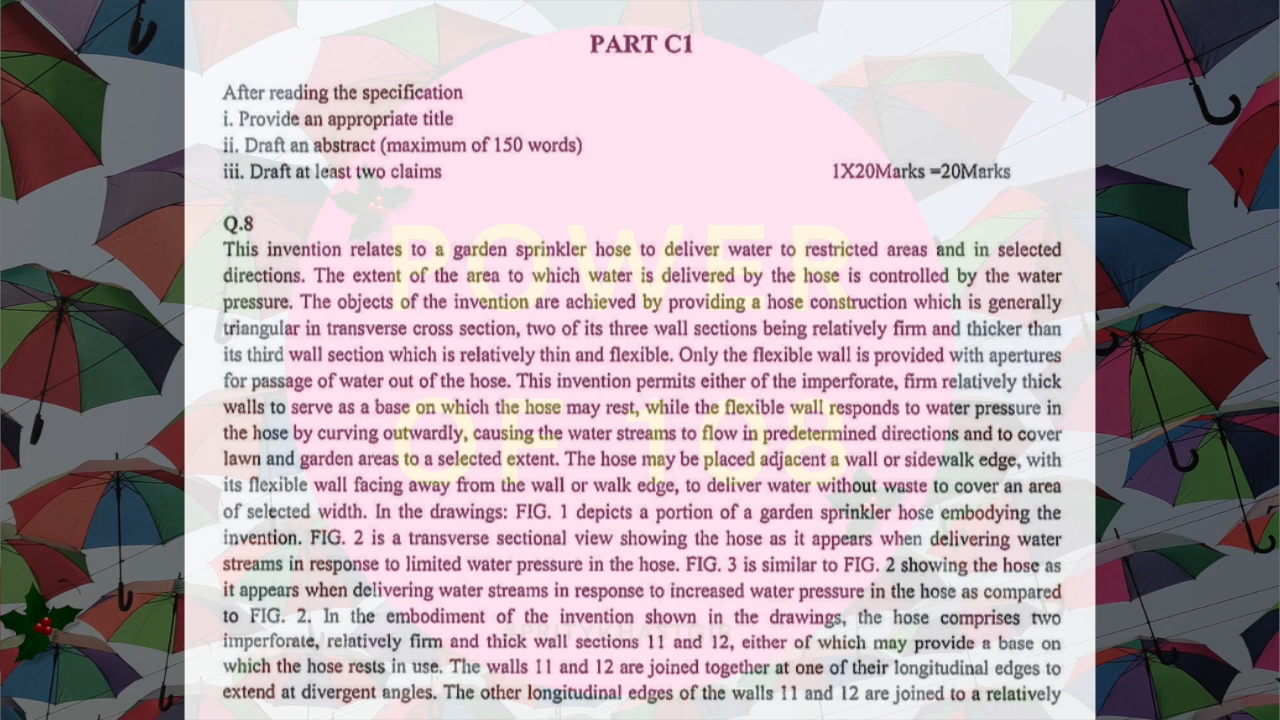 PART C1
After reading the specification
i. Provide an appropriate title
ii. Draft an abstract (maximum of 150 words)
iii. Draft at least two claims 1X20Marks =20Marks
Q.8
This invention relates to a garden sprinkler hose to deliver water to restricted areas and in selected
directions. The extent of the area to which water is delivered by the hose is controlled by the water
pressure. The objects of the invention are achieved by providing a hose construction which is generally
triangular in transverse cross section, two of its three wall sections being relatively firm and thicker than
its third wall section which is relatively thin and flexible. Only the flexible wall is provided with apertures
for passage of water out of the hose. This invention permits either of the imperforate, firm relatively thick
walls to serve as a base on which the hose may rest, while the flexible wall responds to water pressure in
the hose by curving outwardly, causing the water streams to flow in predetermined directions and to cover
lawn and garden areas to a selected extent. The hose may be placed adjacent a wall or sidewalk edge, with
its flexible wall facing away from the wall or walk edge, to deliver water without waste to cover an area
of selected width. In the drawings: FIG. 1 depicts a portion of a garden sprinkler hose embodying the
invention. FIG. 2 is a transverse sectional view showing the hose as it appears when delivering water
streams in response to limited water pressure in the hose. FIG. 3 is similar to FIG. 2 showing the hose as
it appears when delivering water streams in response to increased water pressure in the hose as compared
to FIG. 2. In the embodiment of the invention shown in the drawings, the hose comprises two
imperforate, relatively firm and thick wall sections 11 and 12, either of which may provide a base on
which the hose rests in use. The walls 11 and 12 are joined together at one of their longitudinal edges to
extend at divergent angles. The other longitudinal edges of the walls 11 and 12 are joined to a relatively
POWER
OF 108